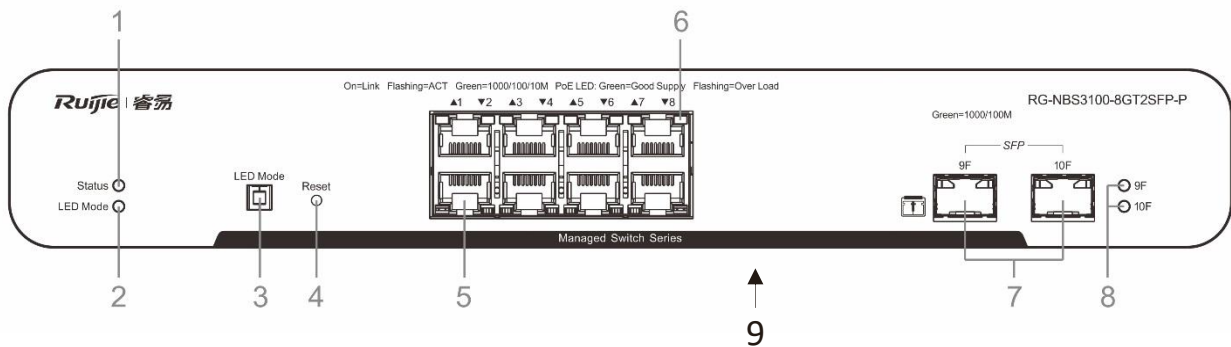 1
6
On=Link Flashing=ACT Green=1000/100/10M PoE LED: Green=Good Supply Flashing=Over Load
▲1 ▼2 ▲3 ▼4 ▲5 ▼6 ▲7 ▼8
Ruijie 睿易
RG-NBS3100-8GT2SFP-P
Green=1000/100M
SFP
9F 10F
LED Mode
Reset
Status
LED Mode
9F
10F
Managed Switch Series
2 3 4 5 7 8
9